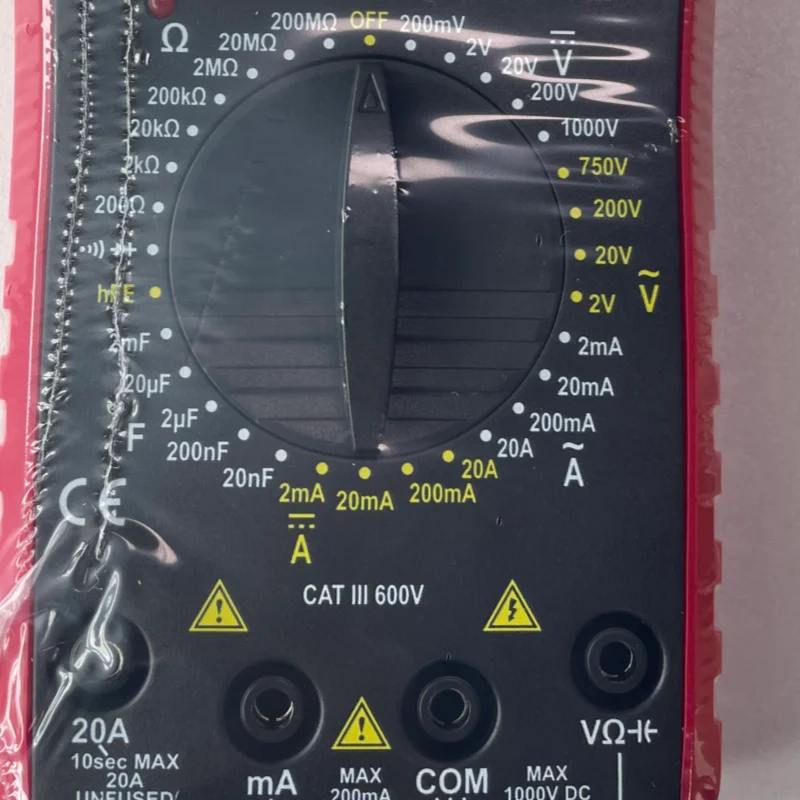 Ω
200MΩ
OFF
200mV
20MΩ
2V
2MΩ
20V
V
200kΩ
200V
20kΩ
1000V
2kΩ
750V
200Ω
200V
20V
hFE
2V
V
2mF
2mA
20µF
20mA
2µF
200mA
F
200nF
20A
A
20nF
20A
2mA
20mA
200mA
CE
A
CAT III 600V
20A
10sec MAX
20A
UNFUSED
mA
MAX
200mA
COM
MAX
1000V DC
VΩ